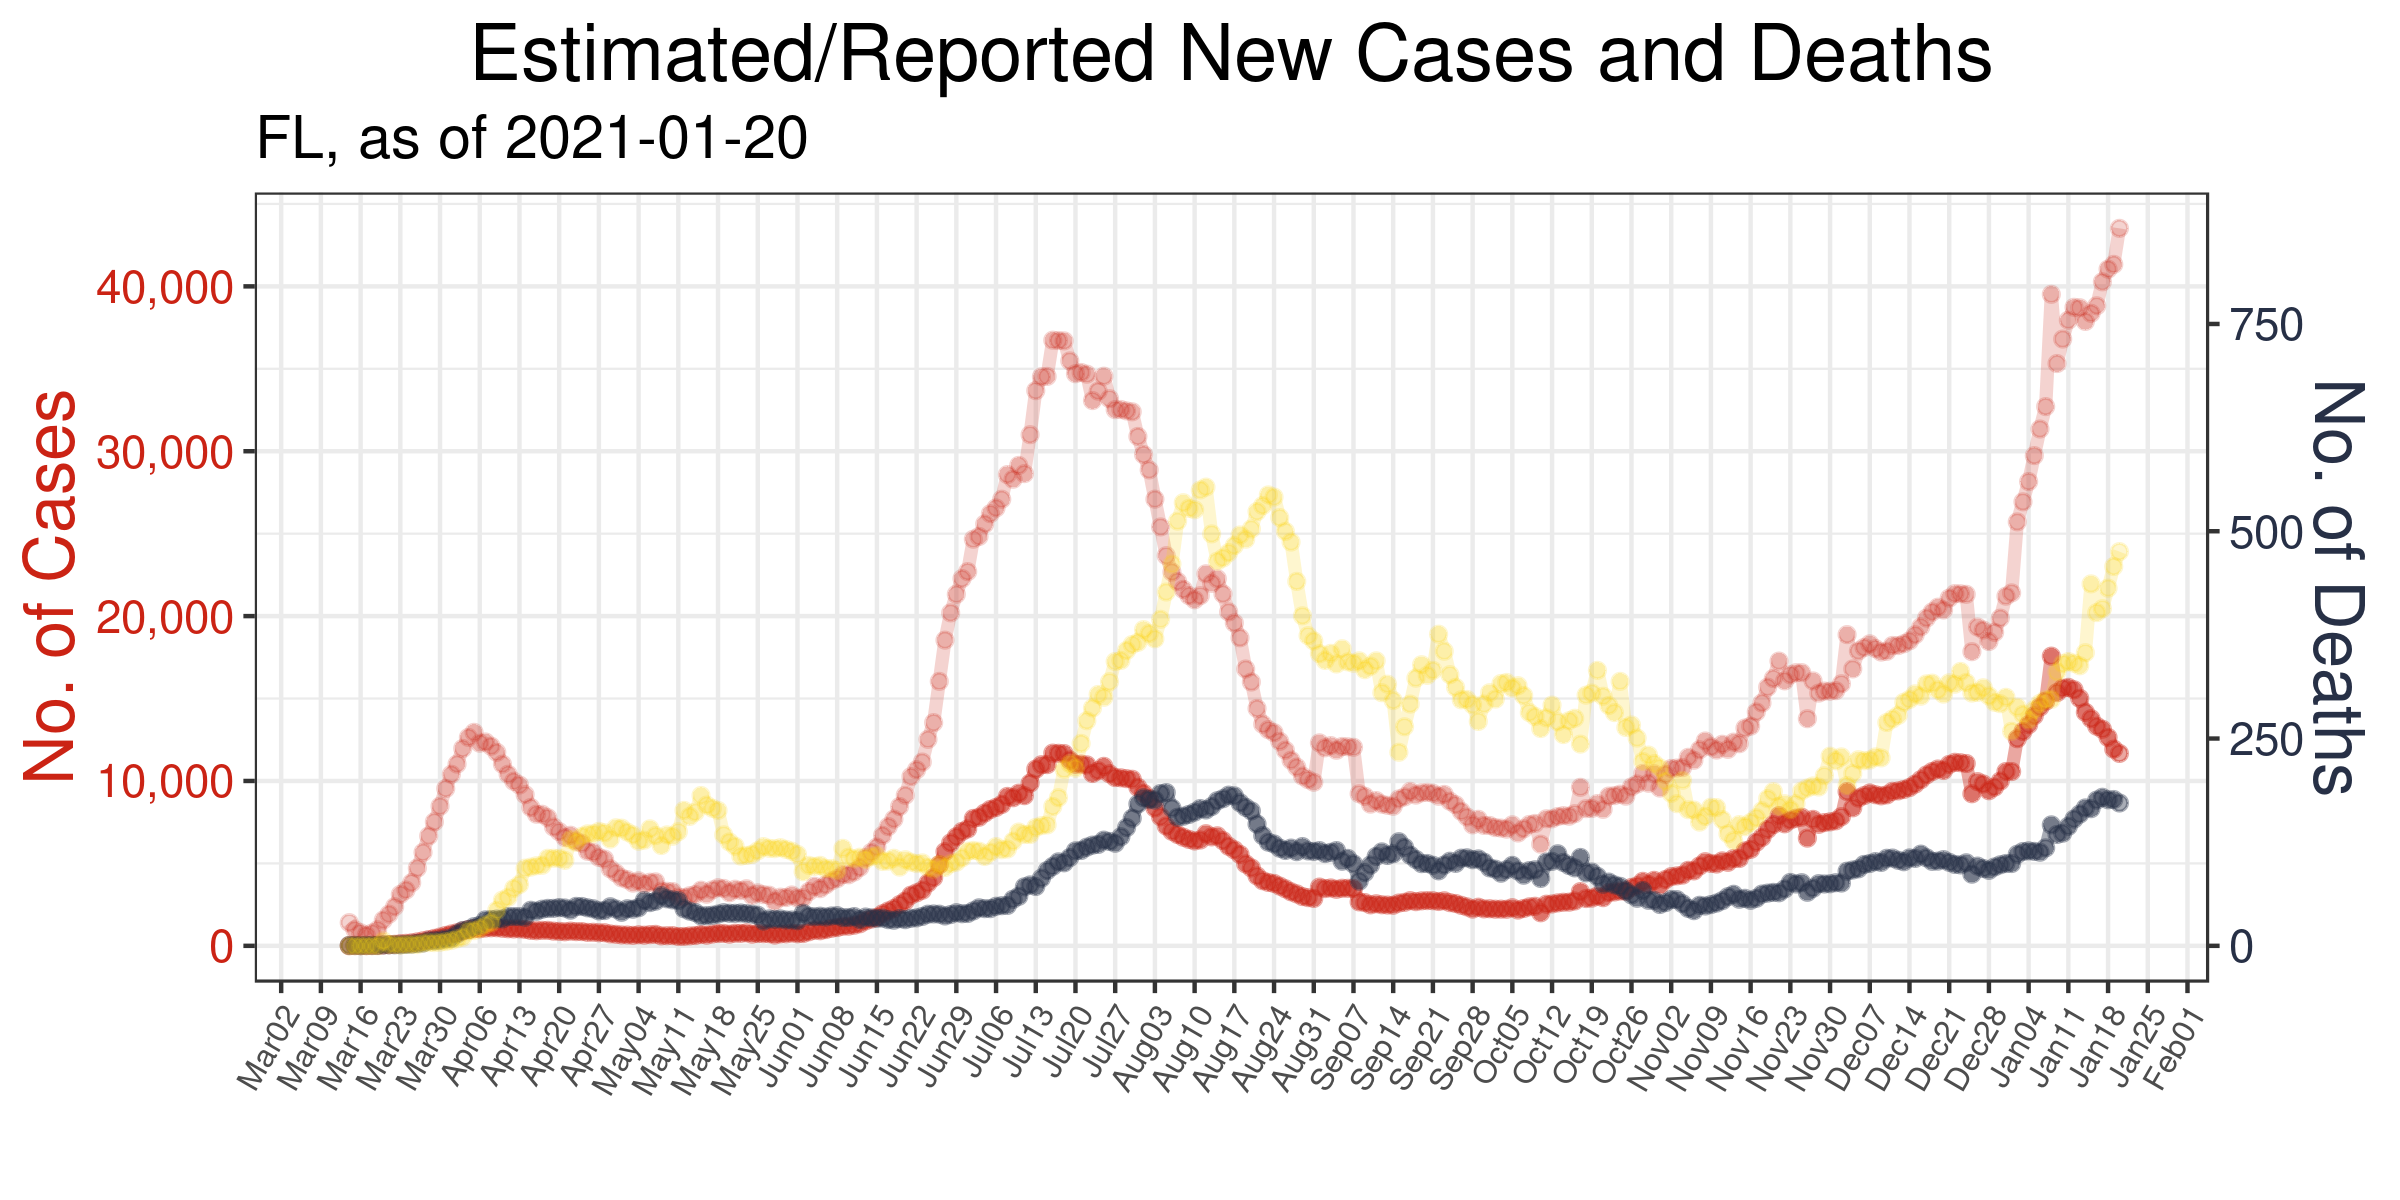 Estimated/Reported New Cases and Deaths
FL, as of 2021-01-20
No. of Cases
40,000
30,000
20,000
10,000
0
No. of Deaths
750
500
250
0
Mar02
Mar09
Mar16
Mar23
Mar30
Apr06
Apr13
Apr20
Apr27
May04
May11
May18
May25
Jun01
Jun08
Jun15
Jun22
Jun29
Jul06
Jul13
Jul20
Jul27
Aug03
Aug10
Aug17
Aug24
Aug31
Sep07
Sep14
Sep21
Sep28
Oct05
Oct12
Oct19
Oct26
Nov02
Nov09
Nov16
Nov23
Nov30
Dec07
Dec14
Dec21
Dec28
Jan04
Jan11
Jan18
Jan25
Feb01